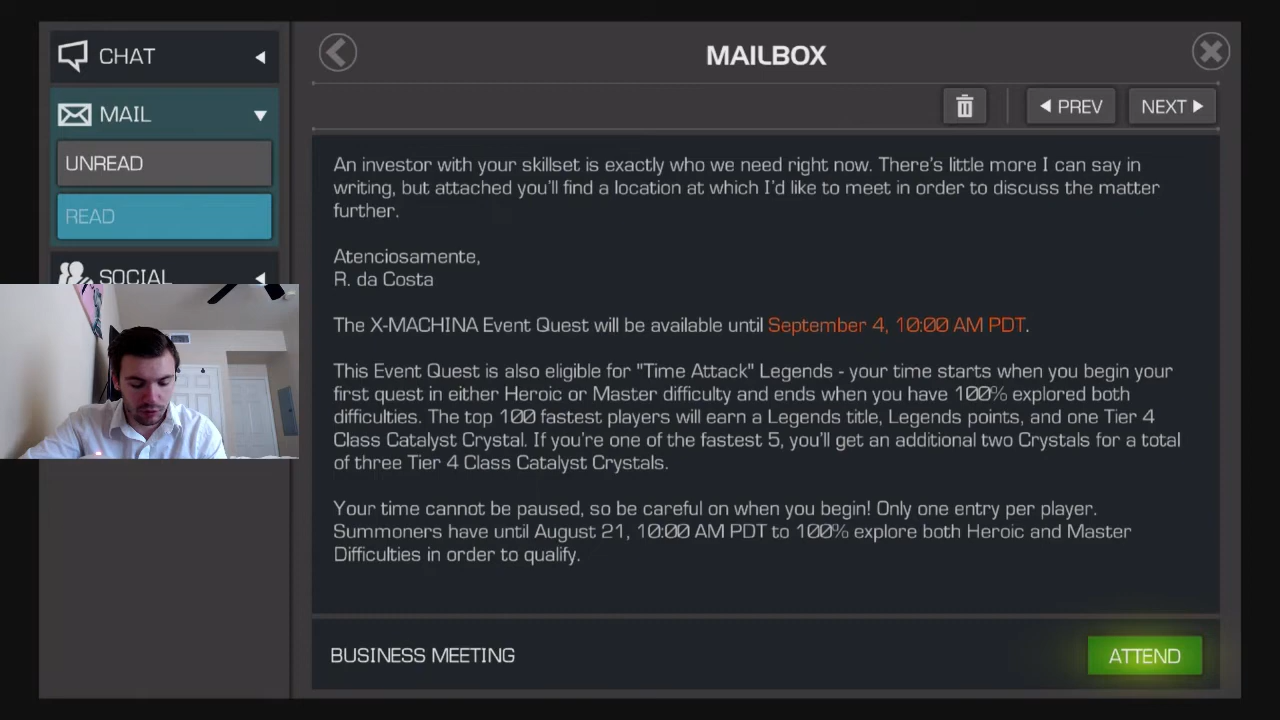 CHAT
MAILBOX
MAIL
PREV
NEXT
UNREAD
READ
SOCIAL
An investor with your skillset is exactly who we need right now. There's little more I can say in
writing, but attached you'll find a location at which I'd like to meet in order to discuss the matter
further.
Atenciosamente,
R. da Costa
The X-MACHINA Event Quest will be available until September 4, 10:00 AM PDT.
This Event Quest is also eligible for "Time Attack" Legends - your time starts when you begin your
first quest in either Heroic or Master difficulty and ends when you have 100% explored both
difficulties. The top 100 fastest players will earn a Legends title, Legends points, and one Tier 4
Class Catalyst Crystal. If you're one of the fastest 5, you'll get an additional two Crystals for a total
of three Tier 4 Class Catalyst Crystals.
Your time cannot be paused, so be careful on when you begin! Only one entry per player.
Summoners have until August 21, 10:00 AM PDT to 100% explore both Heroic and Master
Difficulties in order to qualify.
BUSINESS MEETING
ATTEND